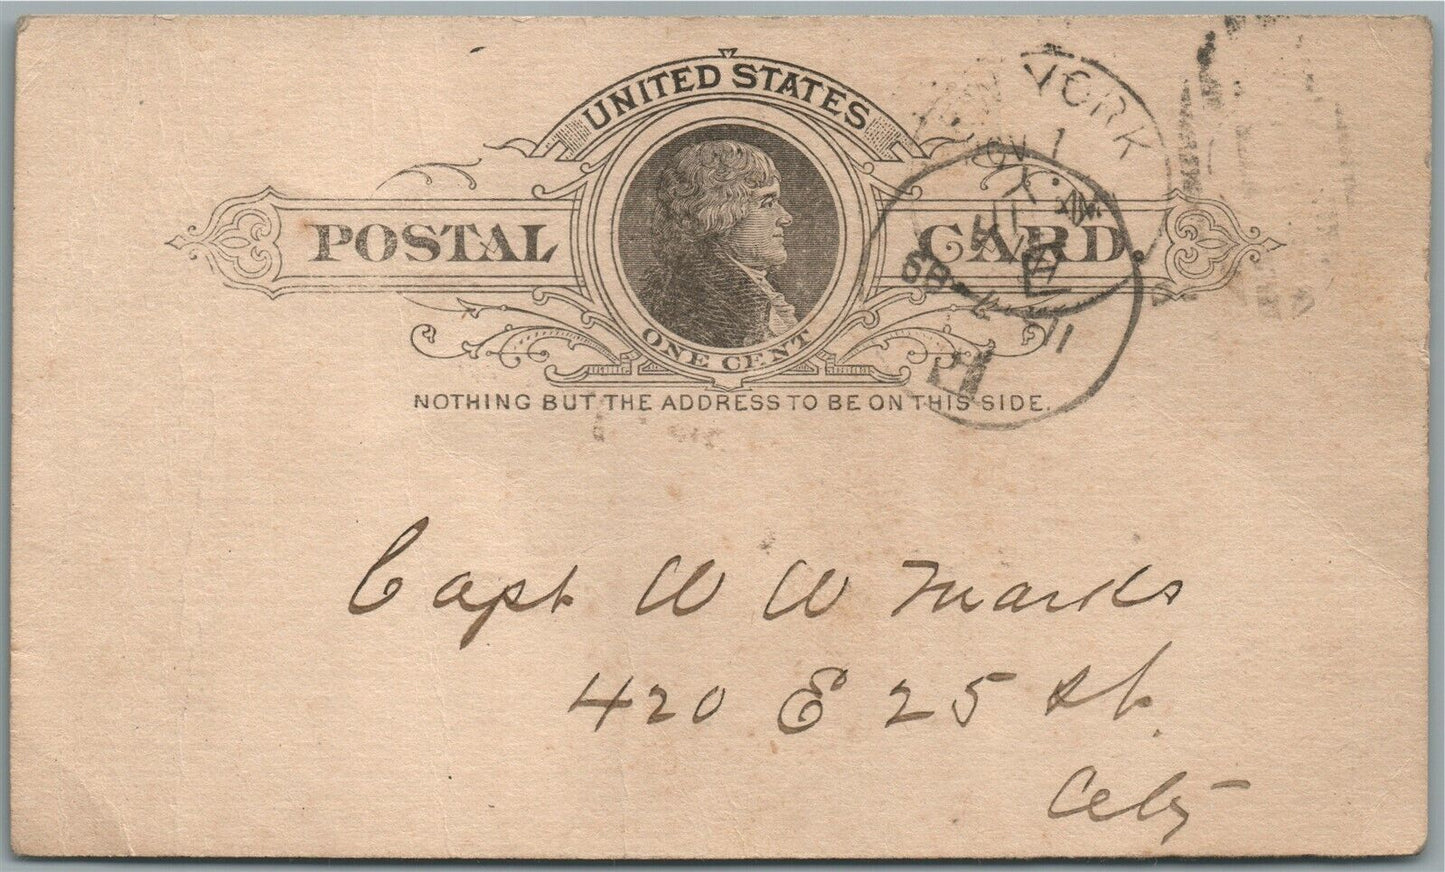 UNITED STATES
POSTAL CARD.
ONE CENT
NOTHING BUT THE ADDRESS TO BE ON THIS SIDE.
YORK
11
Capt W W Marks
420 E 25 St.
City